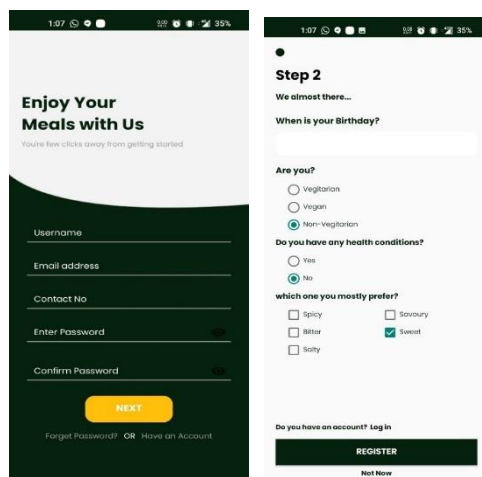 1:07 35%
Enjoy Your
Meals with Us
You're few clicks away from getting started
Username
Email address
Contact No
Enter Password
Confirm Password
NEXT
Forget Password? OR Have an Account
1:07 35%
Step 2
We almost there...
When is your Birthday?
Are you?
Vegitarian
Vegan
Non-Vegitarian
Do you have any health conditions?
Yes
No
which one you mostly prefer?
Spicy Savoury
Bitter Sweet
Salty
Do you have an account? Log in
REGISTER
Not Now